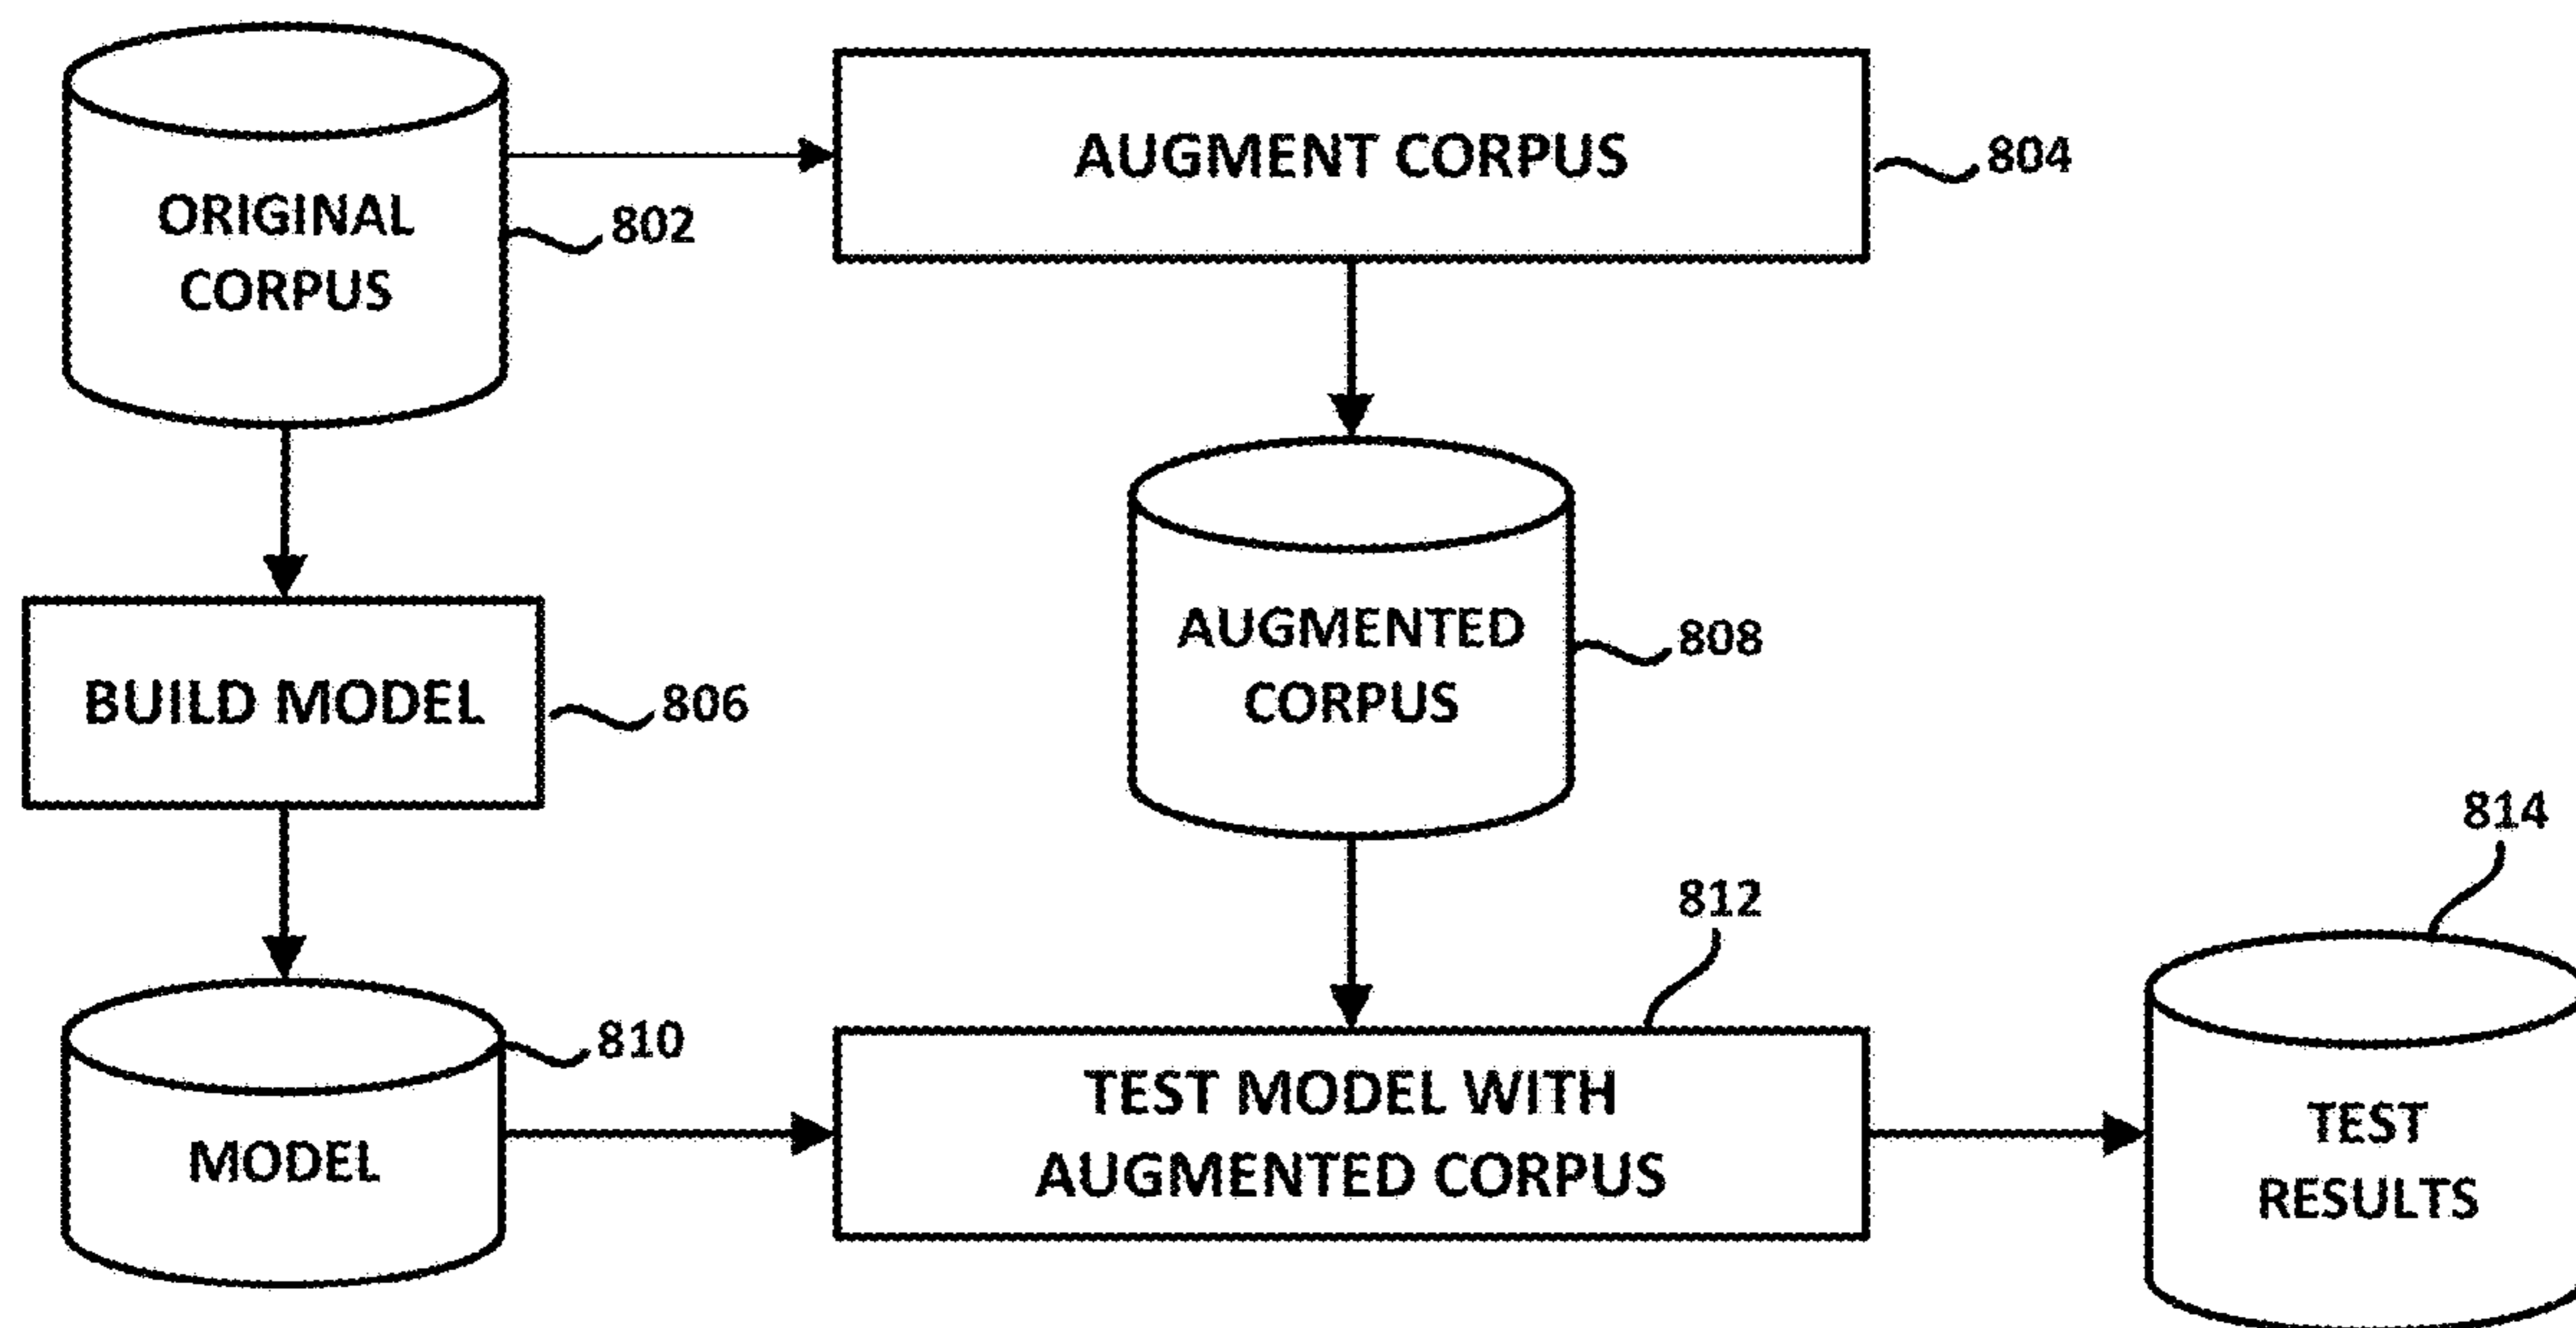 ORIGINAL
CORPUS
802
AUGMENT CORPUS
804
BUILD MODEL
806
AUGMENTED
CORPUS
808
MODEL
810
TEST MODEL WITH
AUGMENTED CORPUS
812
TEST
RESULTS
814